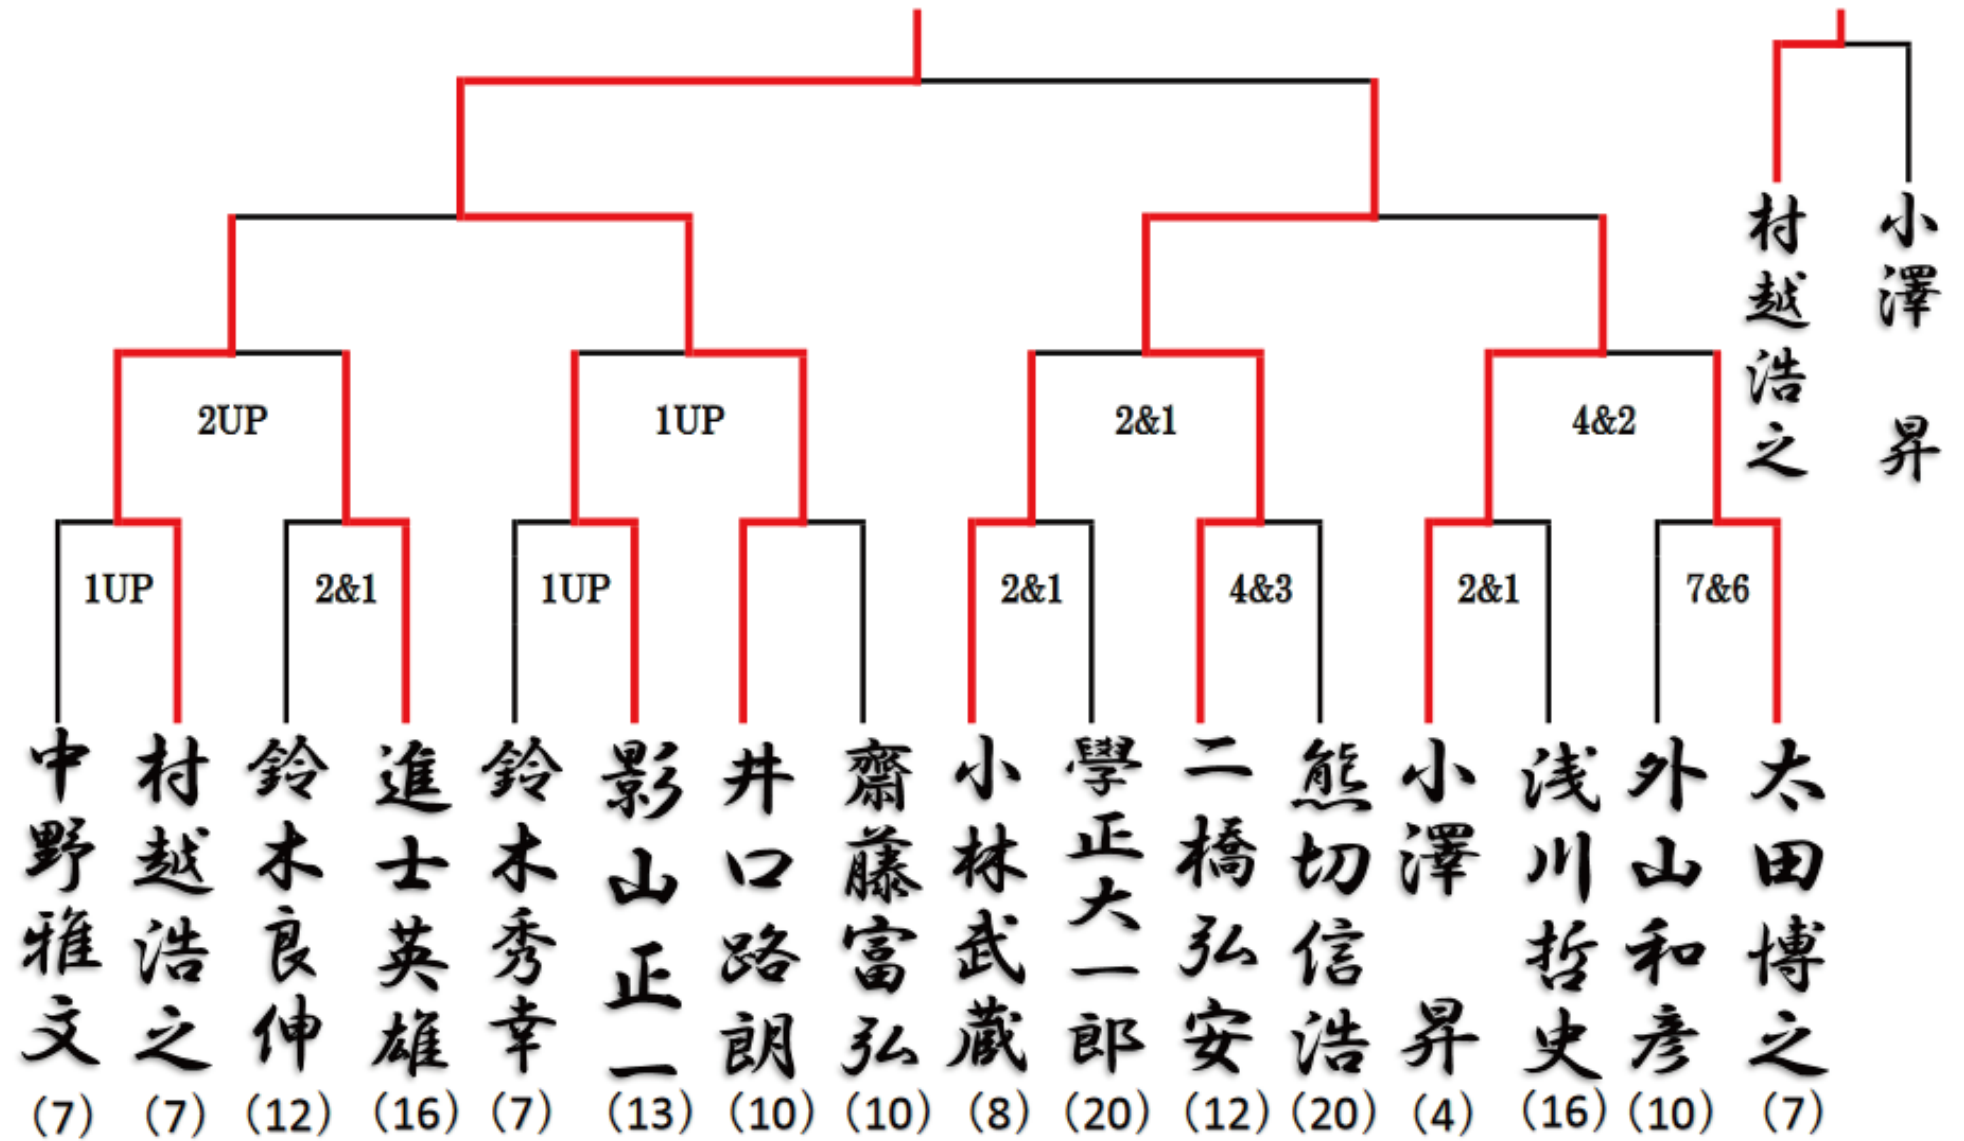 村越浩之
小澤 昇
2UP
1UP
2&1
4&2
1UP
2&1
1UP
2&1
4&3
2&1
7&6
中野雅文
村越浩之
鈴木良伸
進士英雄
鈴木秀幸
影山正一
井口路朗
齋藤富弘
小林武蔵
學正大一郎
二橋弘安
熊切信浩
小澤 昇
浅川哲史
外山和彦
太田博之
(7)
(7)
(12)
(16)
(7)
(13)
(10)
(10)
(8)
(20)
(12)
(20)
(4)
(16)
(10)
(7)